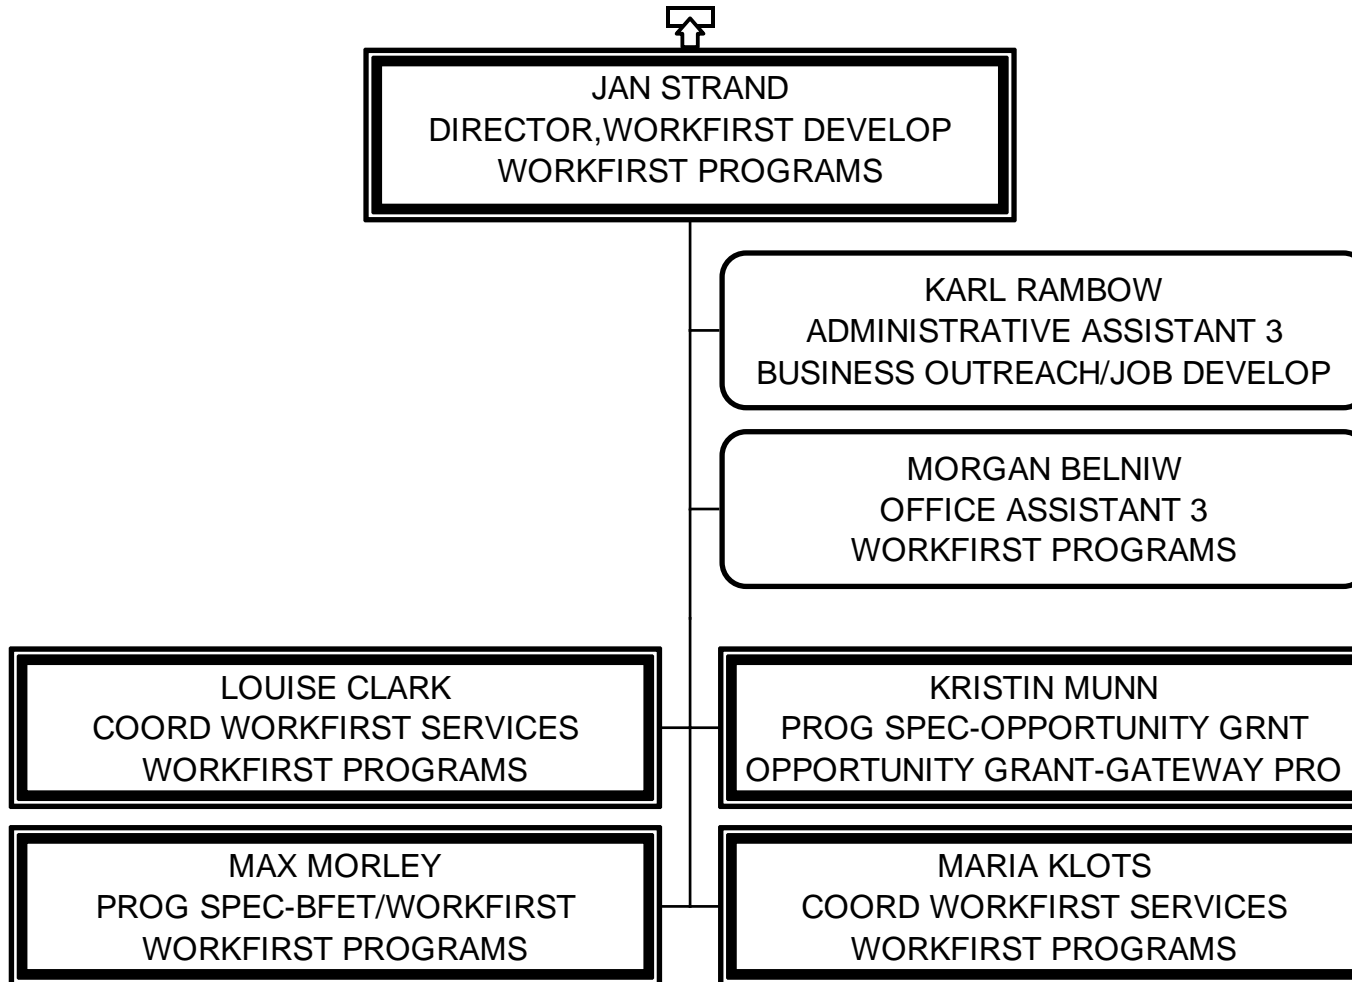 JAN STRAND
DIRECTOR,WORKFIRST DEVELOP
WORKFIRST PROGRAMS
KARL RAMBOW
ADMINISTRATIVE ASSISTANT 3
BUSINESS OUTREACH/JOB DEVELOP
MORGAN BELNIW
OFFICE ASSISTANT 3
WORKFIRST PROGRAMS
LOUISE CLARK
COORD WORKFIRST SERVICES
WORKFIRST PROGRAMS
KRISTIN MUNN
PROG SPEC-OPPORTUNITY GRNT
OPPORTUNITY GRANT-GATEWAY PRO
MAX MORLEY
PROG SPEC-BFET/WORKFIRST
WORKFIRST PROGRAMS
MARIA KLOTS
COORD WORKFIRST SERVICES
WORKFIRST PROGRAMS